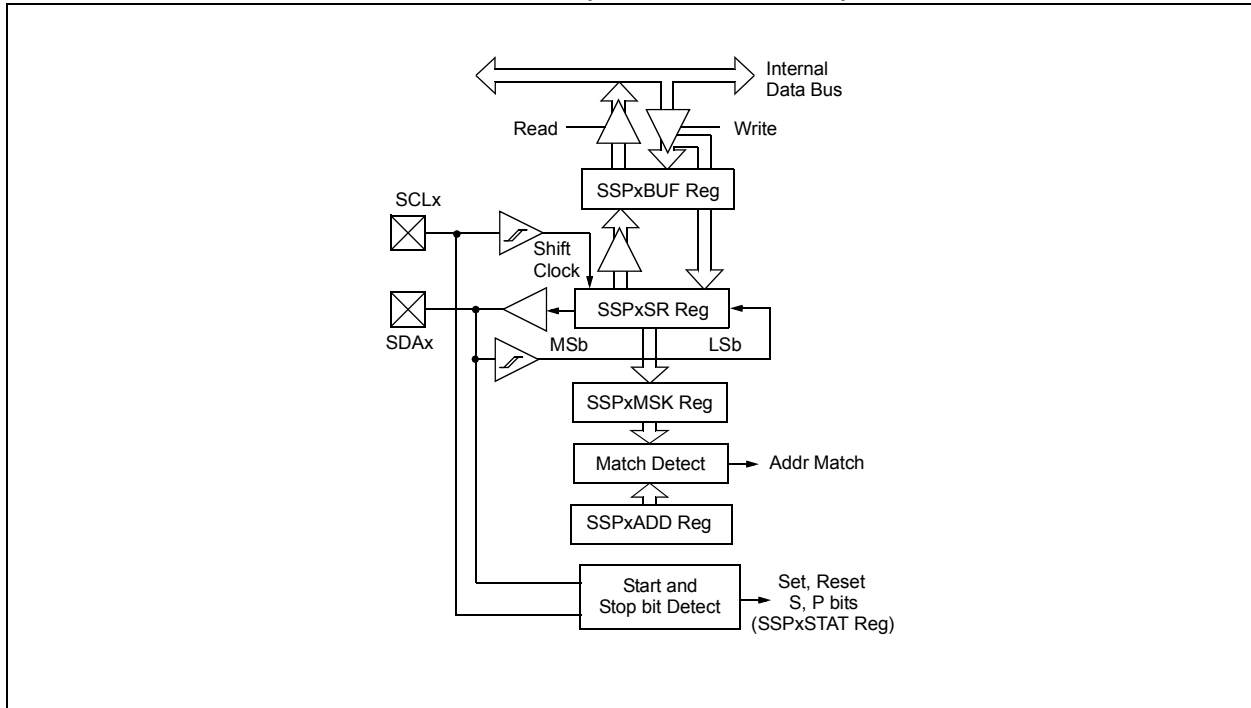 Internal
Data Bus
Read
Write
SSPxBUF Reg
SCLx
Shift
Clock
SSPxSR Reg
SDAx
MSb
LSb
SSPxMSK Reg
Match Detect
Addr Match
SSPxADD Reg
Start and
Stop bit Detect
Set, Reset
S, P bits
(SSPxSTAT Reg)